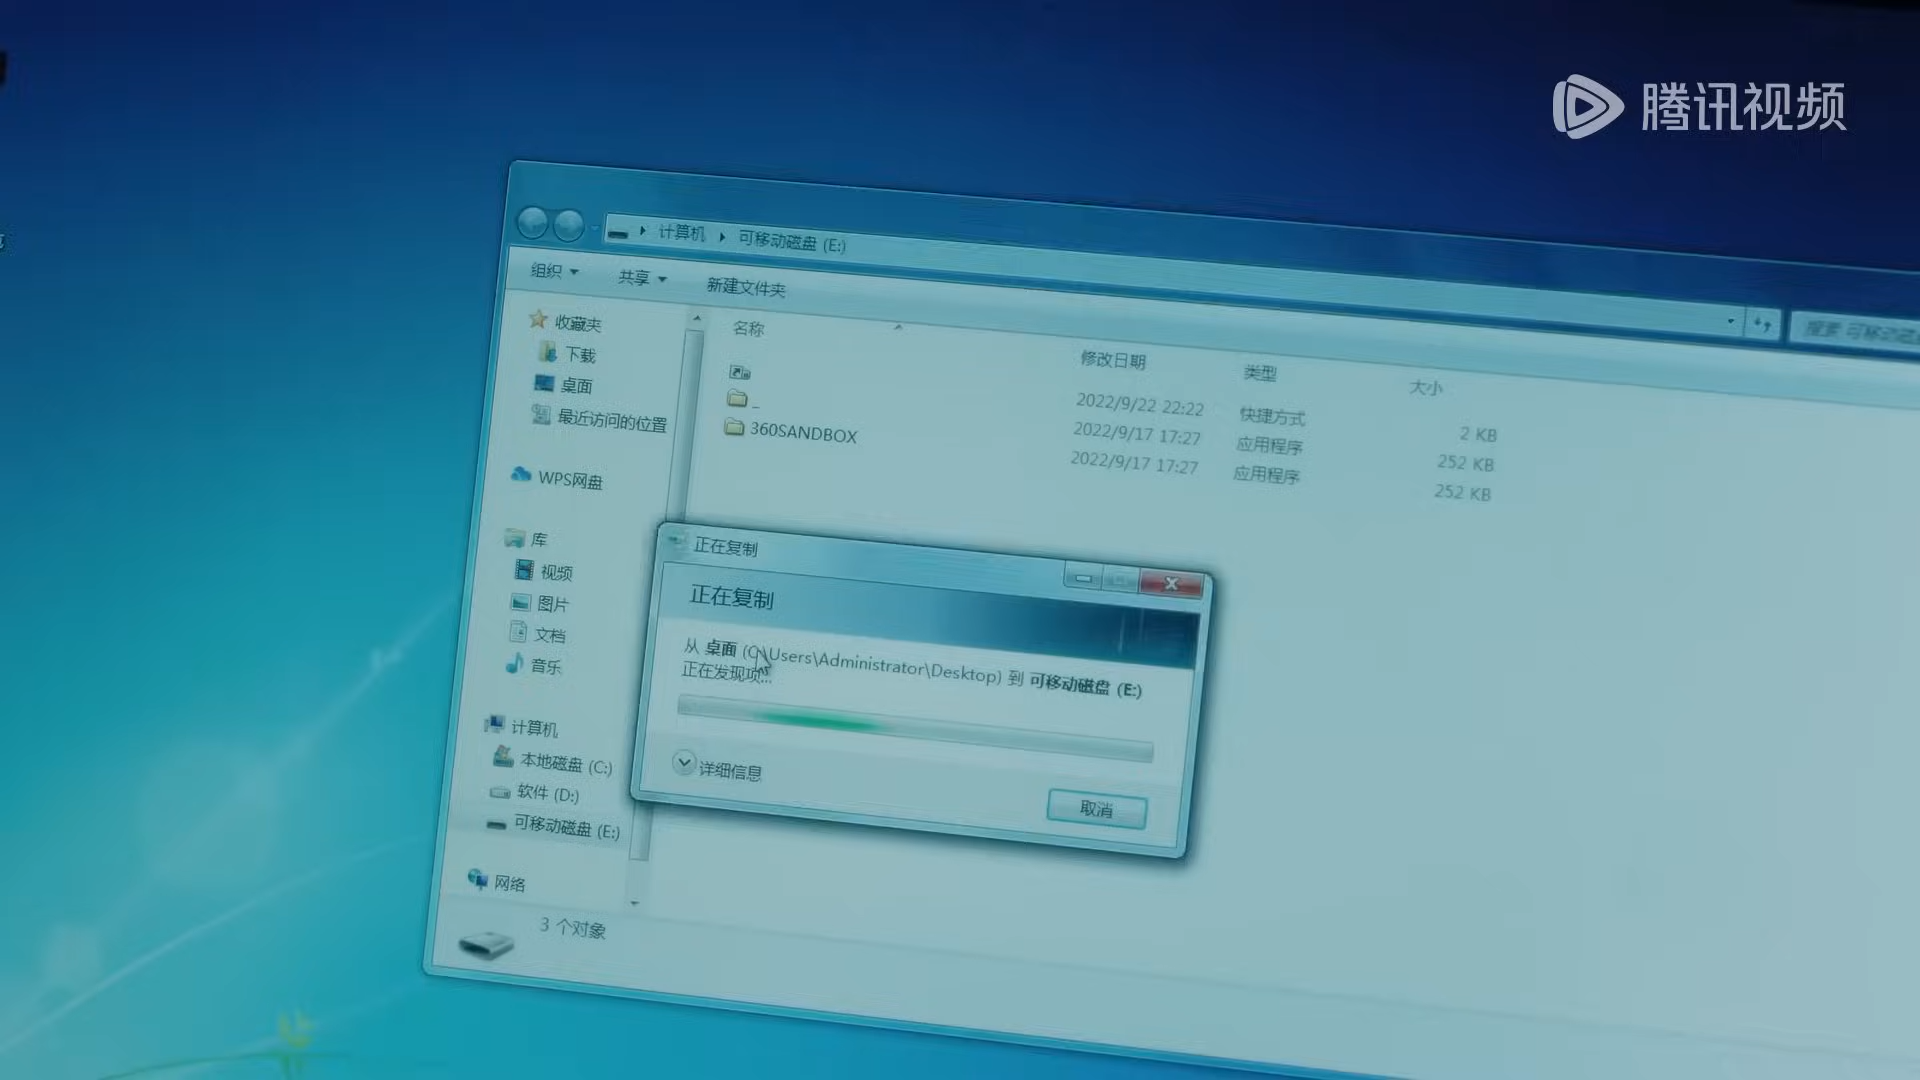 腾讯视频
计算机 可移动磁盘 (E:)
组织 共享 新建文件夹
收藏夹
下载
桌面
最近访问的位置
WPS网盘
库
视频
图片
文档
音乐
计算机
本地磁盘 (C:)
软件 (D:)
可移动磁盘 (E:)
网络
3 个对象
名称 修改日期 类型 大小
2022/9/22 22:22 快捷方式 2 KB
_ 2022/9/17 17:27 应用程序 252 KB
360SANDBOX 2022/9/17 17:27 应用程序 252 KB
正在复制
正在复制
从 桌面 (C:\Users\Administrator\Desktop) 到 可移动磁盘 (E:)
正在发现项...
详细信息
取消